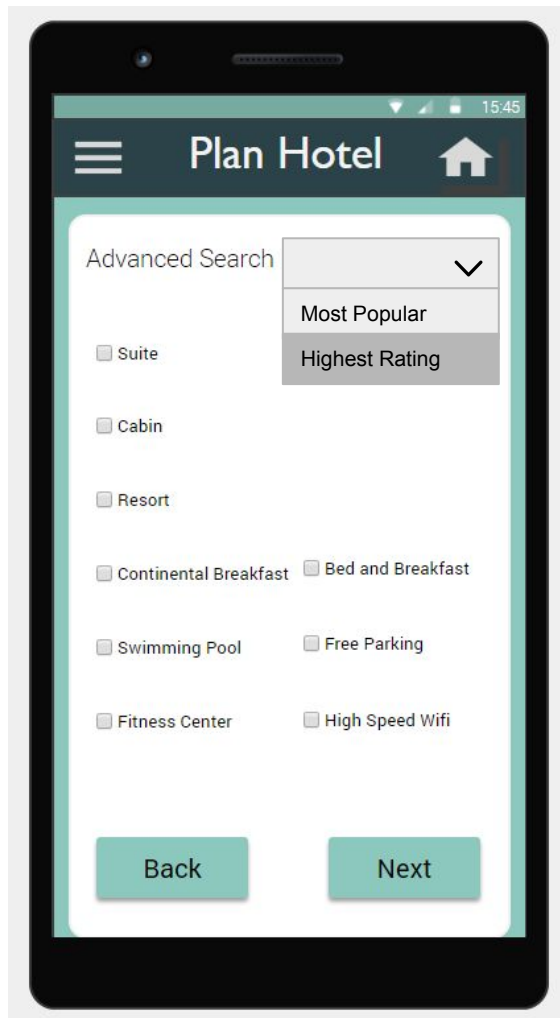 15:45
Plan Hotel
Advanced Search
Most Popular
Highest Rating
Suite
Cabin
Resort
Continental Breakfast
Bed and Breakfast
Swimming Pool
Free Parking
Fitness Center
High Speed Wifi
Back
Next